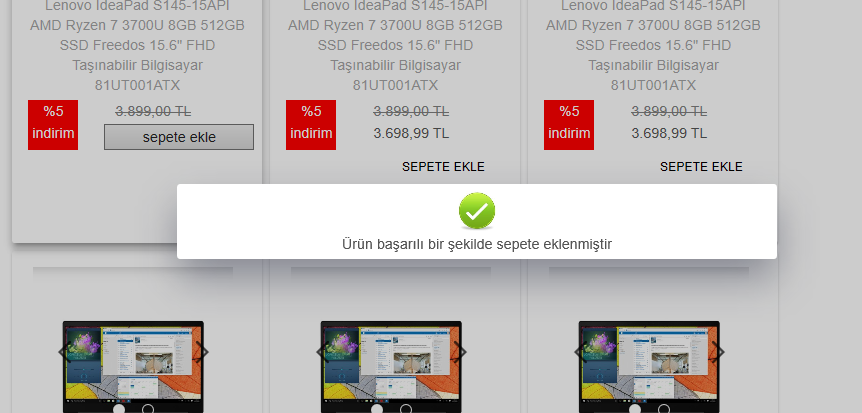 Lenovo IdeaPad S145-15API
AMD Ryzen 7 3700U 8GB 512GB
SSD Freedos 15.6" FHD
Taşınabilir Bilgisayar
81UT001ATX
%5
indirim
3.899,00 TL
sepete ekle
Lenovo IdeaPad S145-15API
AMD Ryzen 7 3700U 8GB 512GB
SSD Freedos 15.6" FHD
Taşınabilir Bilgisayar
81UT001ATX
%5
indirim
3.899,00 TL
3.698,99 TL
SEPETE EKLE
Lenovo IdeaPad S145-15API
AMD Ryzen 7 3700U 8GB 512GB
SSD Freedos 15.6" FHD
Taşınabilir Bilgisayar
81UT001ATX
%5
indirim
3.899,00 TL
3.698,99 TL
SEPETE EKLE
Ürün başarılı bir şekilde sepete eklenmiştir